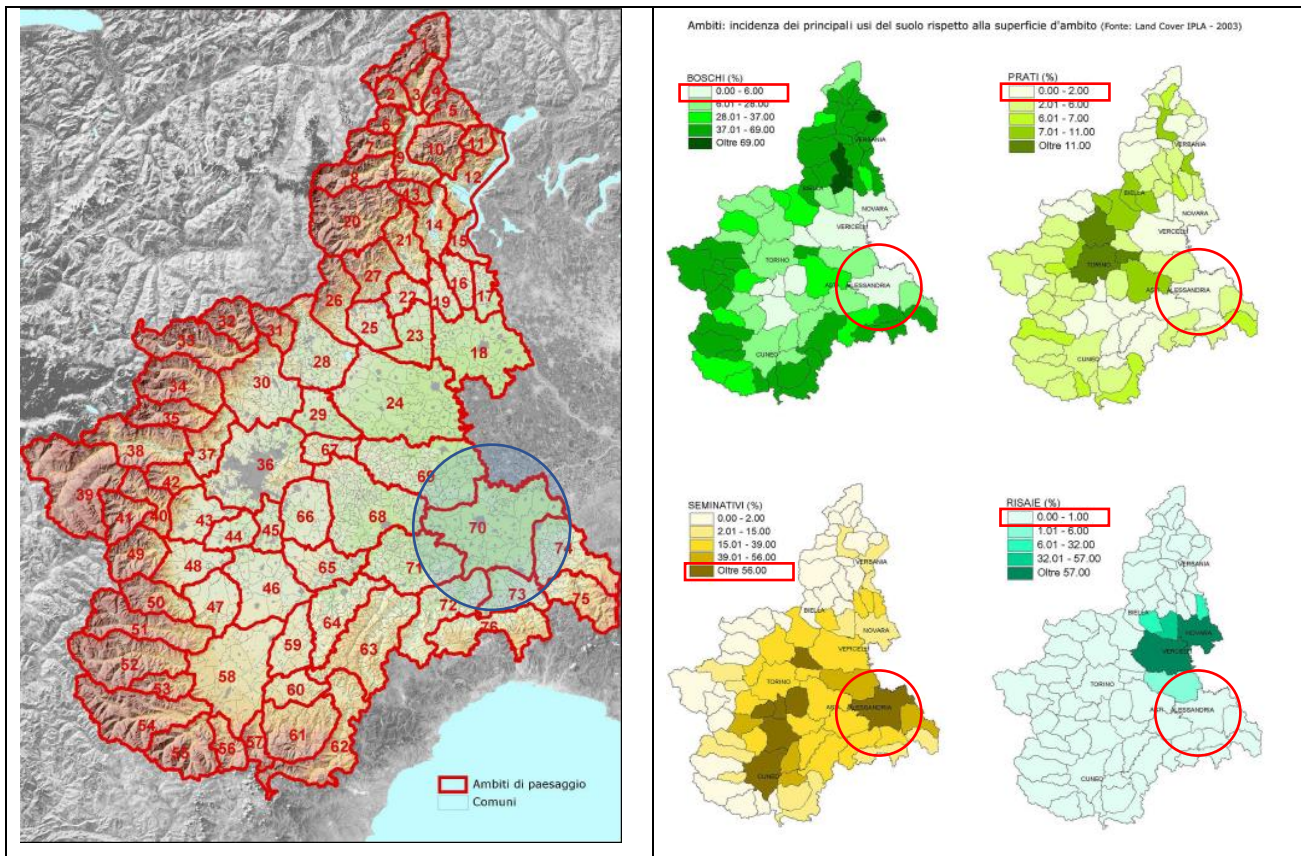 2
3
4
5
6
7
8
9
10
11
12
13
14
15
20
21
27
26
22
19
16
17
32
31
33
25
23
18
28
34
30
24
35
29
38
37
36
67
69
39
42
41
40
43
44
45
66
68
70
74
49
48
46
65
71
50
47
64
72
73
75
51
59
63
76
52
58
53
60
54
55
56
57
61
62
Ambiti di paesaggio
Comuni
Ambiti: incidenza dei principali usi del suolo rispetto alla superficie d'ambito (Fonte: Land Cover IPLA - 2003)
BOSCHI (%)
0.00 - 6.00
6.01 - 28.00
28.01 - 37.00
37.01 - 69.00
Oltre 69.00
VERBANIA
BIELLA
NOVARA
VERCELLI
TORINO
ASTI
ALESSANDRIA
CUNEO
PRATI (%)
0.00 - 2.00
2.01 - 6.00
6.01 - 7.00
7.01 - 11.00
Oltre 11.00
VERBANIA
BIELLA
NOVARA
VERCELLI
TORINO
ASTI
ALESSANDRIA
CUNEO
SEMINATIVI (%)
0.00 - 2.00
2.01 - 15.00
15.01 - 39.00
39.01 - 56.00
Oltre 56.00
VERBANIA
BIELLA
NOVARA
VERCELLI
TORINO
ASTI
ALESSANDRIA
CUNEO
RISAIE (%)
0.00 - 1.00
1.01 - 6.00
6.01 - 32.00
32.01 - 57.00
Oltre 57.00
VERBANIA
BIELLA
NOVARA
VERCELLI
TORINO
ASTI
ALESSANDRIA
CUNEO